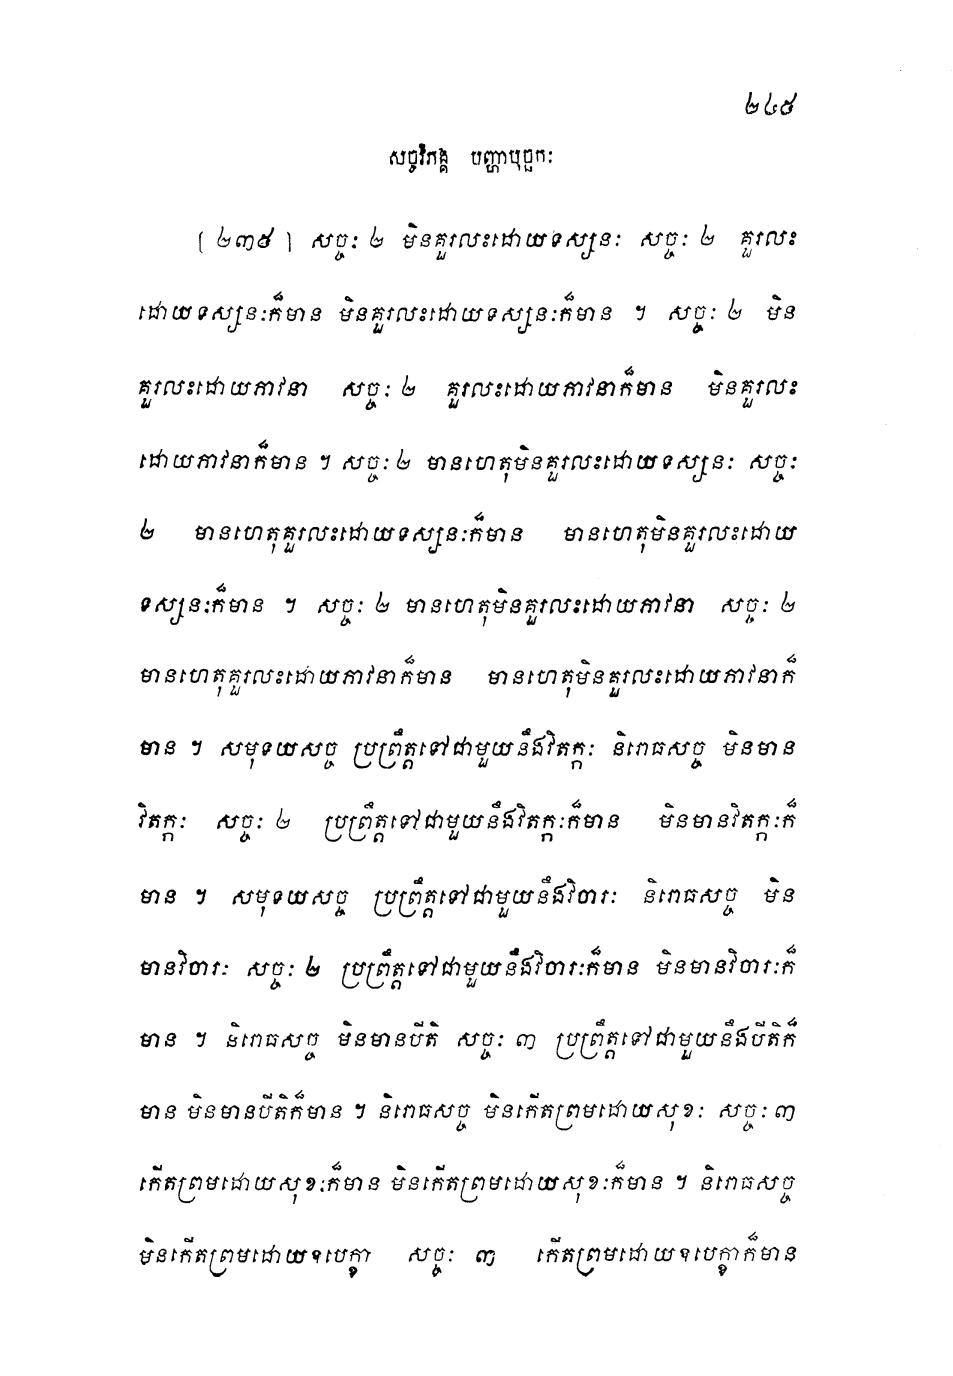 ២៤៥
សច្ចវិភង្គ បញ្ហាបុច្ឆកៈ
[ ២៣៥ ] សច្ចៈ ២ មិនគួរលះដោយទស្សនៈ សច្ចៈ ២ គួរលះ
ដោយទស្សនៈក៏មាន មិនគួរលះដោយទស្សនៈក៏មាន ។ សច្ចៈ ២ មិន
គួរលះដោយភាវនា សច្ចៈ ២ គួរលះដោយភាវនាក៏មាន មិនគួរលះ
ដោយភាវនាក៏មាន ។ សច្ចៈ ២ មានហេតុមិនគួរលះដោយទស្សនៈ សច្ចៈ
២ មានហេតុគួរលះដោយទស្សនៈក៏មាន មានហេតុមិនគួរលះដោយ
ទស្សនៈក៏មាន ។ សច្ចៈ ២ មានហេតុមិនគួរលះដោយភាវនា សច្ចៈ ២
មានហេតុគួរលះដោយភាវនាក៏មាន មានហេតុមិនគួរលះដោយភាវនាក៏
មាន ។ សមុទយសច្ច ប្រព្រឹត្តទៅជាមួយនឹងវិតក្កៈ និរោធសច្ច មិនមាន
វិតក្កៈ សច្ចៈ ២ ប្រព្រឹត្តទៅជាមួយនឹងវិតក្កៈក៏មាន មិនមានវិតក្កៈក៏
មាន ។ សមុទយសច្ច ប្រព្រឹត្តទៅជាមួយនឹងវិចារៈ និរោធសច្ច មិន
មានវិចារៈ សច្ចៈ ២ ប្រព្រឹត្តទៅជាមួយនឹងវិចារៈក៏មាន មិនមានវិចារៈក៏
មាន ។ និរោធសច្ច មិនមានបីតិ សច្ចៈ ៣ ប្រព្រឹត្តទៅជាមួយនឹងបីតិក៏
មាន មិនមានបីតិក៏មាន ។ និរោធសច្ច មិនកើតព្រមដោយសុខៈ សច្ចៈ ៣
កើតព្រមដោយសុខៈក៏មាន មិនកើតព្រមដោយសុខៈក៏មាន ។ និរោធសច្ច
មិនកើតព្រមដោយឧបេក្ខា សច្ចៈ ៣ កើតព្រមដោយឧបេក្ខាក៏មាន